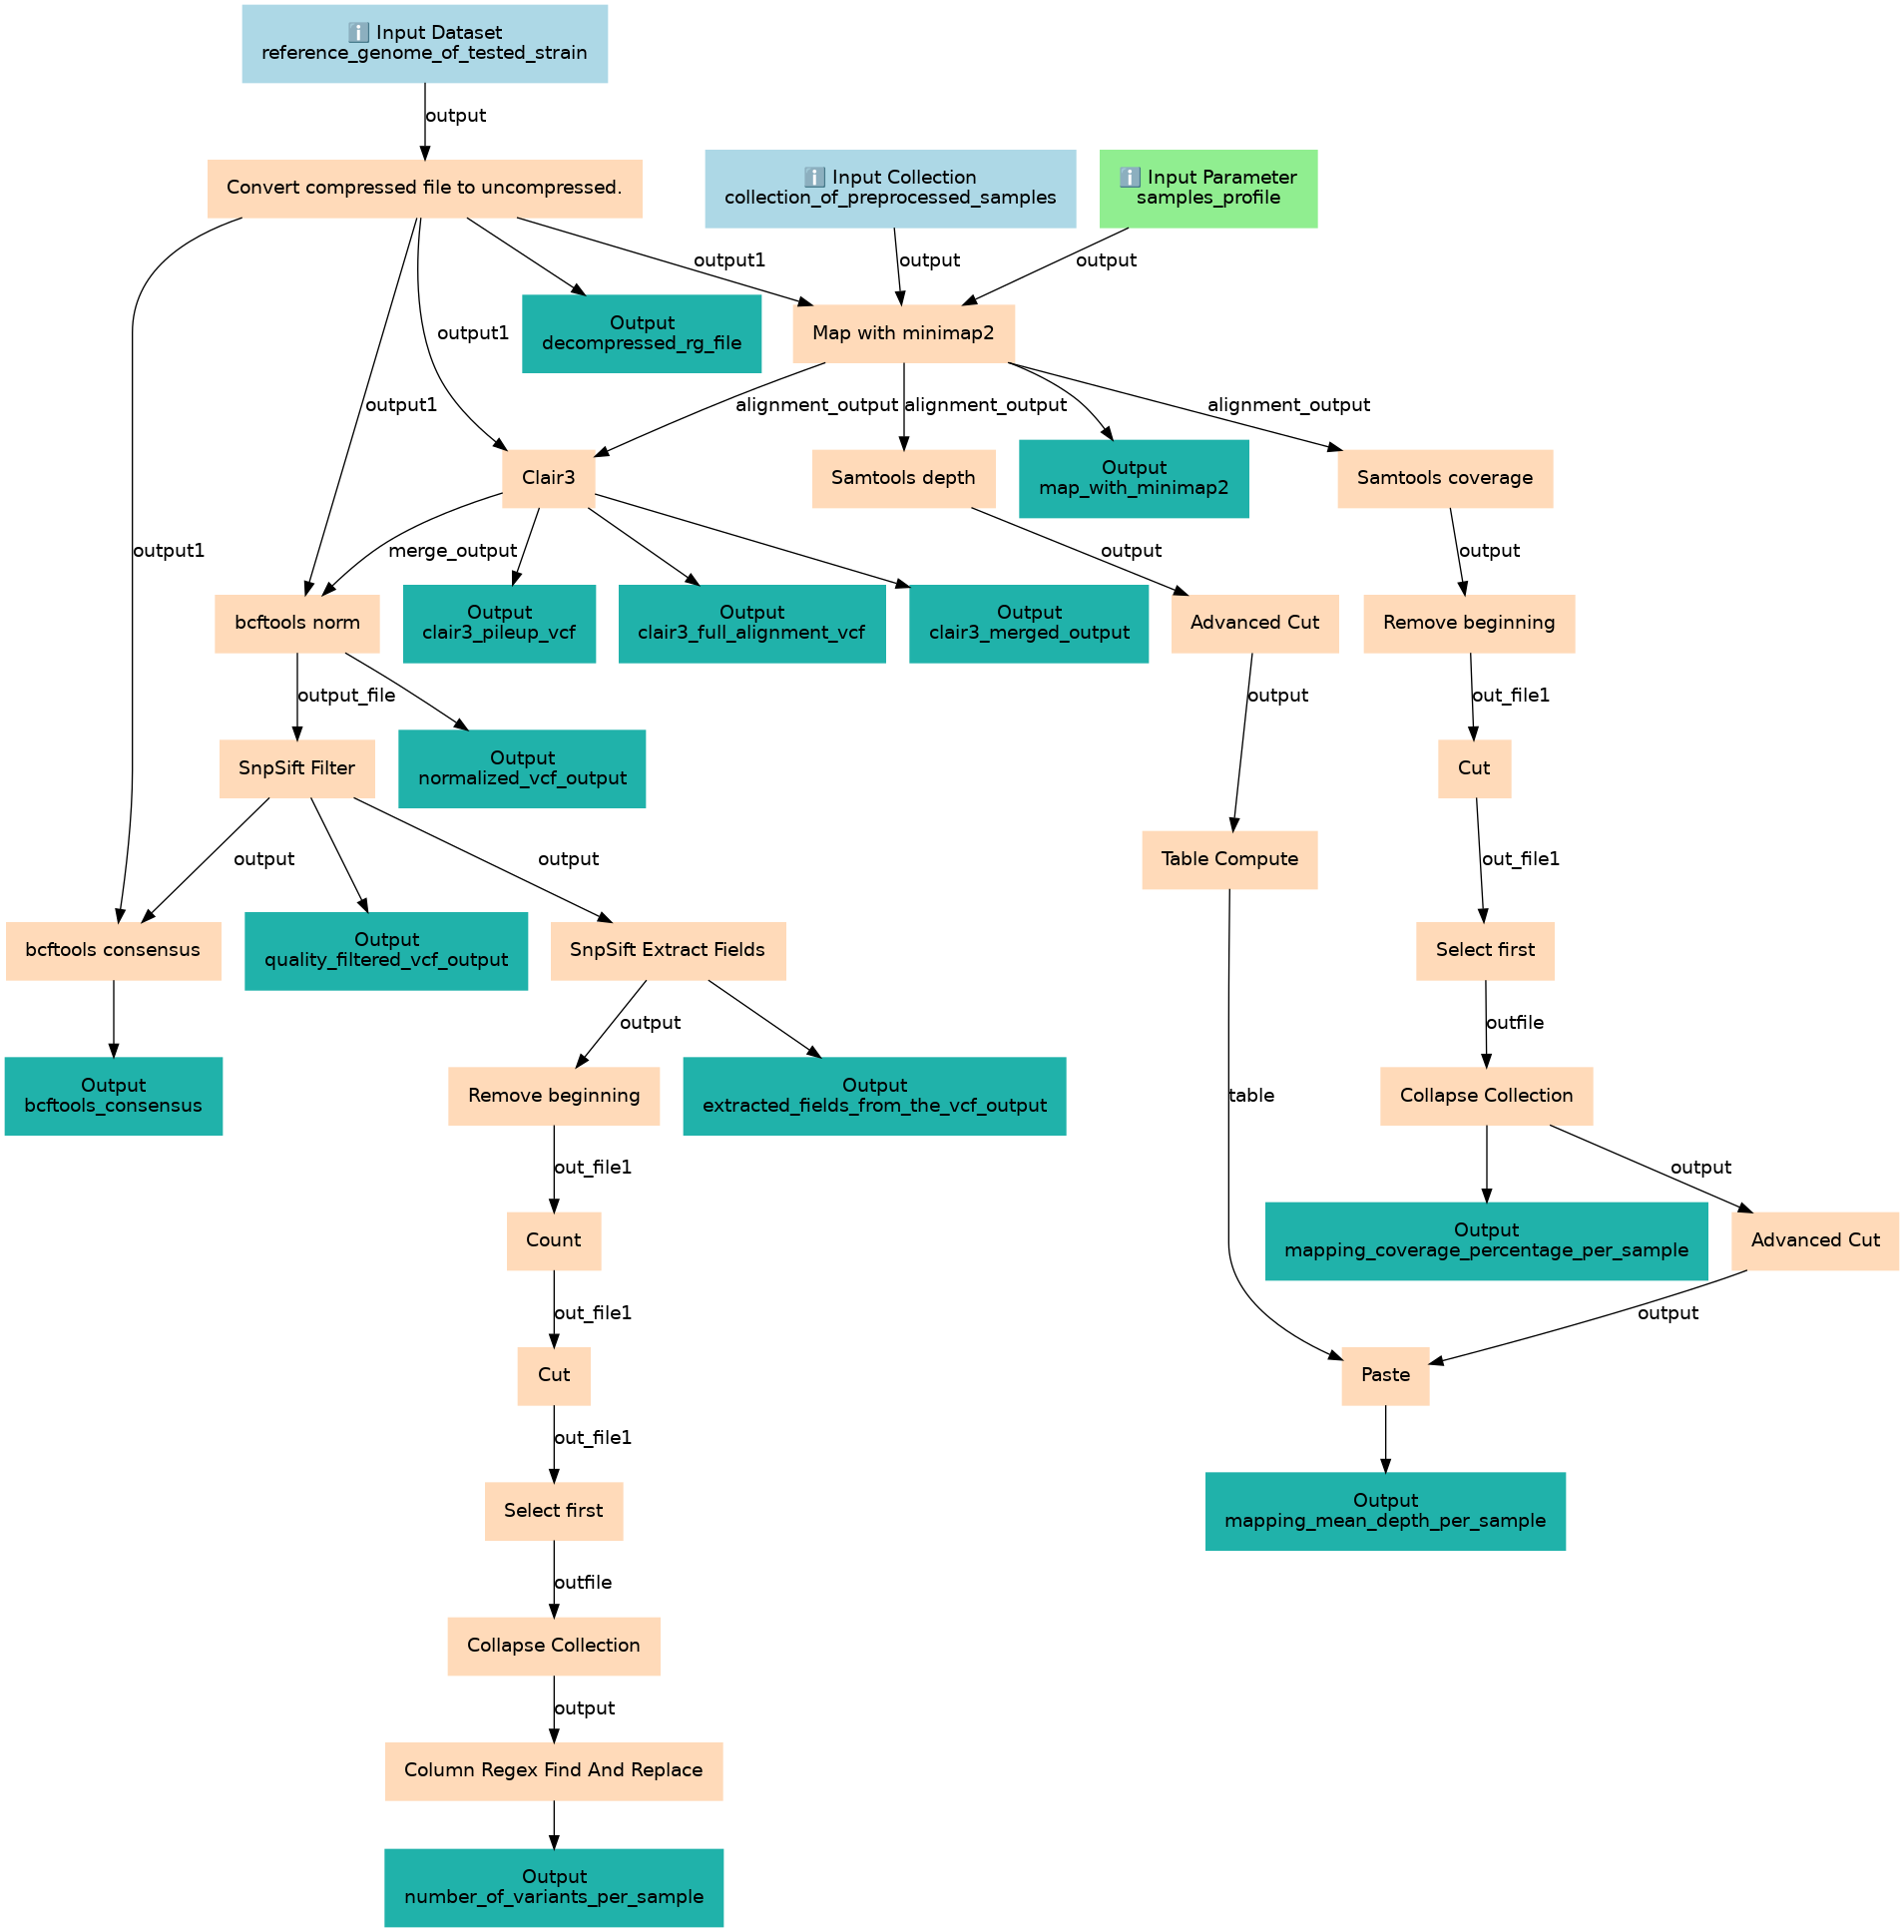 ℹ️ Input Dataset
reference_genome_of_tested_strain
output
Convert compressed file to uncompressed.
ℹ️ Input Collection
collection_of_preprocessed_samples
ℹ️ Input Parameter
samples_profile
output1
output
output
Output
decompressed_rg_file
output1
Map with minimap2
output1
alignment_output
alignment_output
alignment_output
Clair3
Samtools depth
Output
map_with_minimap2
Samtools coverage
output1
merge_output
output
output
bcftools norm
Output
clair3_pileup_vcf
Output
clair3_full_alignment_vcf
Output
clair3_merged_output
Advanced Cut
Remove beginning
output_file
output
out_file1
SnpSift Filter
Output
normalized_vcf_output
Cut
output
output
Table Compute
out_file1
bcftools consensus
Output
quality_filtered_vcf_output
SnpSift Extract Fields
Select first
output
outfile
Output
bcftools_consensus
Remove beginning
Output
extracted_fields_from_the_vcf_output
table
Collapse Collection
out_file1
output
Count
Output
mapping_coverage_percentage_per_sample
Advanced Cut
out_file1
output
Cut
Paste
out_file1
Select first
Output
mapping_mean_depth_per_sample
outfile
Collapse Collection
output
Column Regex Find And Replace
Output
number_of_variants_per_sample